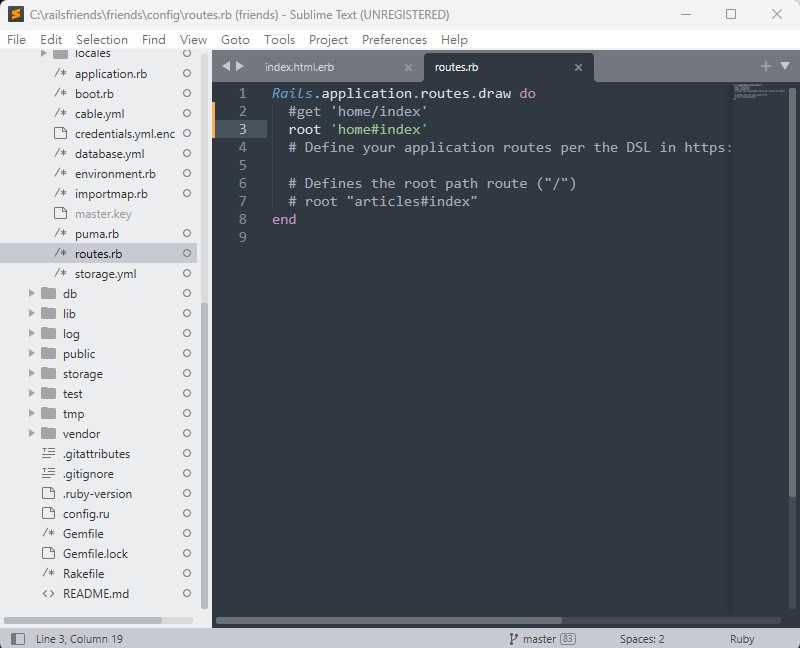 C:\railsfriends\friends\config\routes.rb (friends) - Sublime Text (UNREGISTERED)
File Edit Selection Find View Goto Tools Project Preferences Help
locales
application.rb
boot.rb
cable.yml
credentials.yml.enc
database.yml
environment.rb
importmap.rb
master.key
puma.rb
routes.rb
storage.yml
db
lib
log
public
storage
test
tmp
vendor
.gitattributes
.gitignore
.ruby-version
config.ru
Gemfile
Gemfile.lock
Rakefile
README.md
index.html.erb
routes.rb
1 Rails.application.routes.draw do
2 #get 'home/index'
3 root 'home#index'
4 # Define your application routes per the DSL in https:
5
6 # Defines the root path route ("/")
7 # root "articles#index"
8 end
9
Line 3, Column 19
master 83
Spaces: 2
Ruby